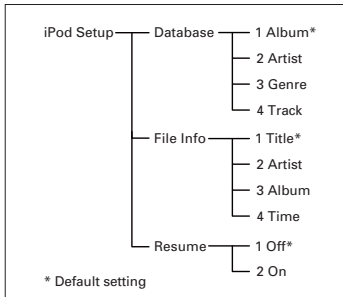 iPod Setup Database 1 Album*
2 Artist
3 Genre
4 Track
File Info 1 Title*
2 Artist
3 Album
4 Time
Resume 1 Off*
2 On
* Default setting